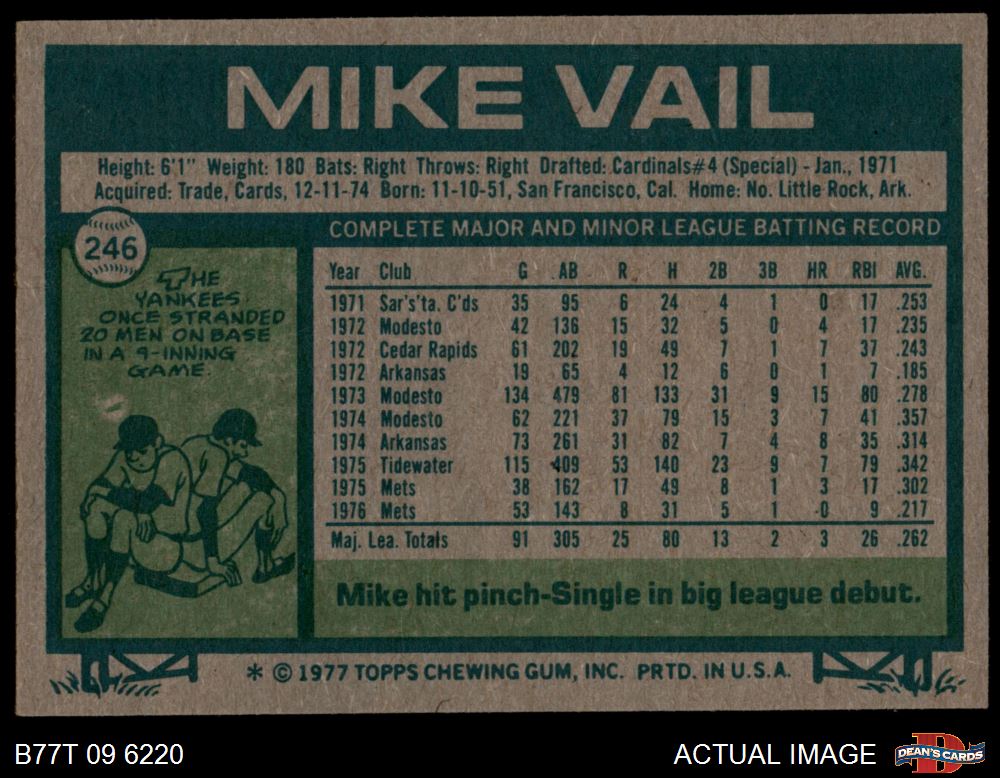 MIKE VAIL
Height: 6'1" Weight: 180 Bats: Right Throws: Right Drafted: Cardinals#4 (Special) - Jan., 1971
Acquired: Trade, Cards, 12-11-74 Born: 11-10-51, San Francisco, Cal. Home: No. Little Rock, Ark.
246
THE
YANKEES
ONCE STRANDED
20 MEN ON BASE
IN A 9-INNING
GAME.
COMPLETE MAJOR AND MINOR LEAGUE BATTING RECORD
Year Club G AB R H 2B 3B HR RBI AVG.
1971 Sar's'ta. C'ds 35 95 6 24 4 1 0 17 .253
1972 Modesto 42 136 15 32 5 0 4 17 .235
1972 Cedar Rapids 61 202 19 49 7 1 7 37 .243
1972 Arkansas 19 65 4 12 6 0 1 7 .185
1973 Modesto 134 479 81 133 31 9 15 80 .278
1974 Modesto 62 221 37 79 15 3 7 41 .357
1974 Arkansas 73 261 31 82 7 4 8 35 .314
1975 Tidewater 115 409 53 140 23 9 7 79 .342
1975 Mets 38 162 17 49 8 1 3 17 .302
1976 Mets 53 143 8 31 5 1 0 9 .217
Maj. Lea. Totals 91 305 25 80 13 2 3 26 .262
Mike hit pinch-Single in big league debut.
* © 1977 TOPPS CHEWING GUM, INC. PRTD. IN U.S.A.
B77T 09 6220
ACTUAL IMAGE
D
DEAN'S CARDS